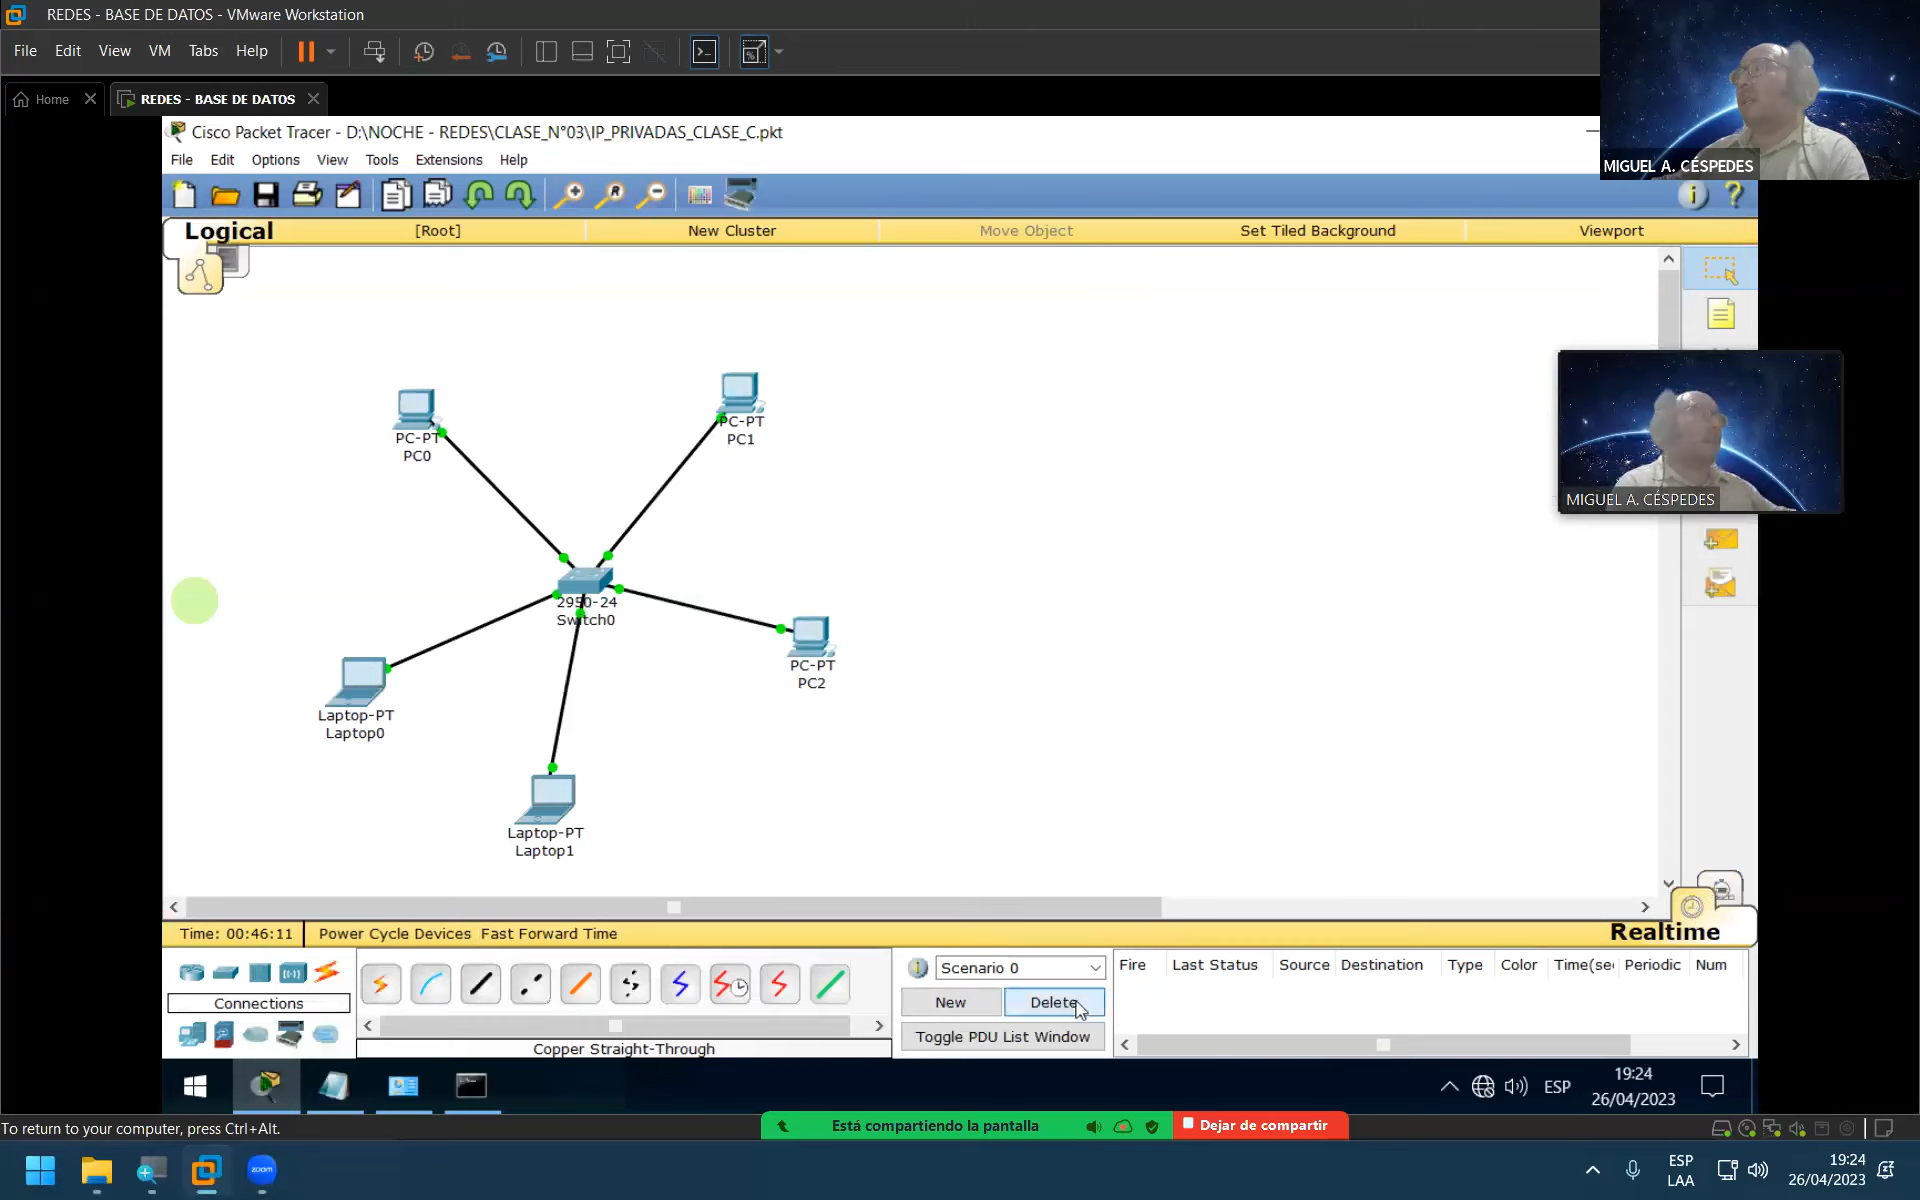 REDES - BASE DE DATOS - VMware Workstation
File Edit View VM Tabs Help
Home
REDES - BASE DE DATOS
MIGUEL A. CÉSPEDES
Cisco Packet Tracer - D:\NOCHE - REDES\CLASE_N°03\IP_PRIVADAS_CLASE_C.pkt
File Edit Options View Tools Extensions Help
Logical [Root] New Cluster Move Object Set Tiled Background Viewport
PC-PT
PC0
PC-PT
PC1
MIGUEL A. CÉSPEDES
2950-24
Switch0
PC-PT
PC2
Laptop-PT
Laptop0
Laptop-PT
Laptop1
Time: 00:46:11 Power Cycle Devices Fast Forward Time Realtime
Scenario 0
Fire Last Status Source Destination Type Color Time(sec Periodic Num
Connections
New Delete
Toggle PDU List Window
Copper Straight-Through
ESP
19:24
26/04/2023
To return to your computer, press Ctrl+Alt.
Está compartiendo la pantalla
Dejar de compartir
zoom
ESP
LAA
19:24
26/04/2023